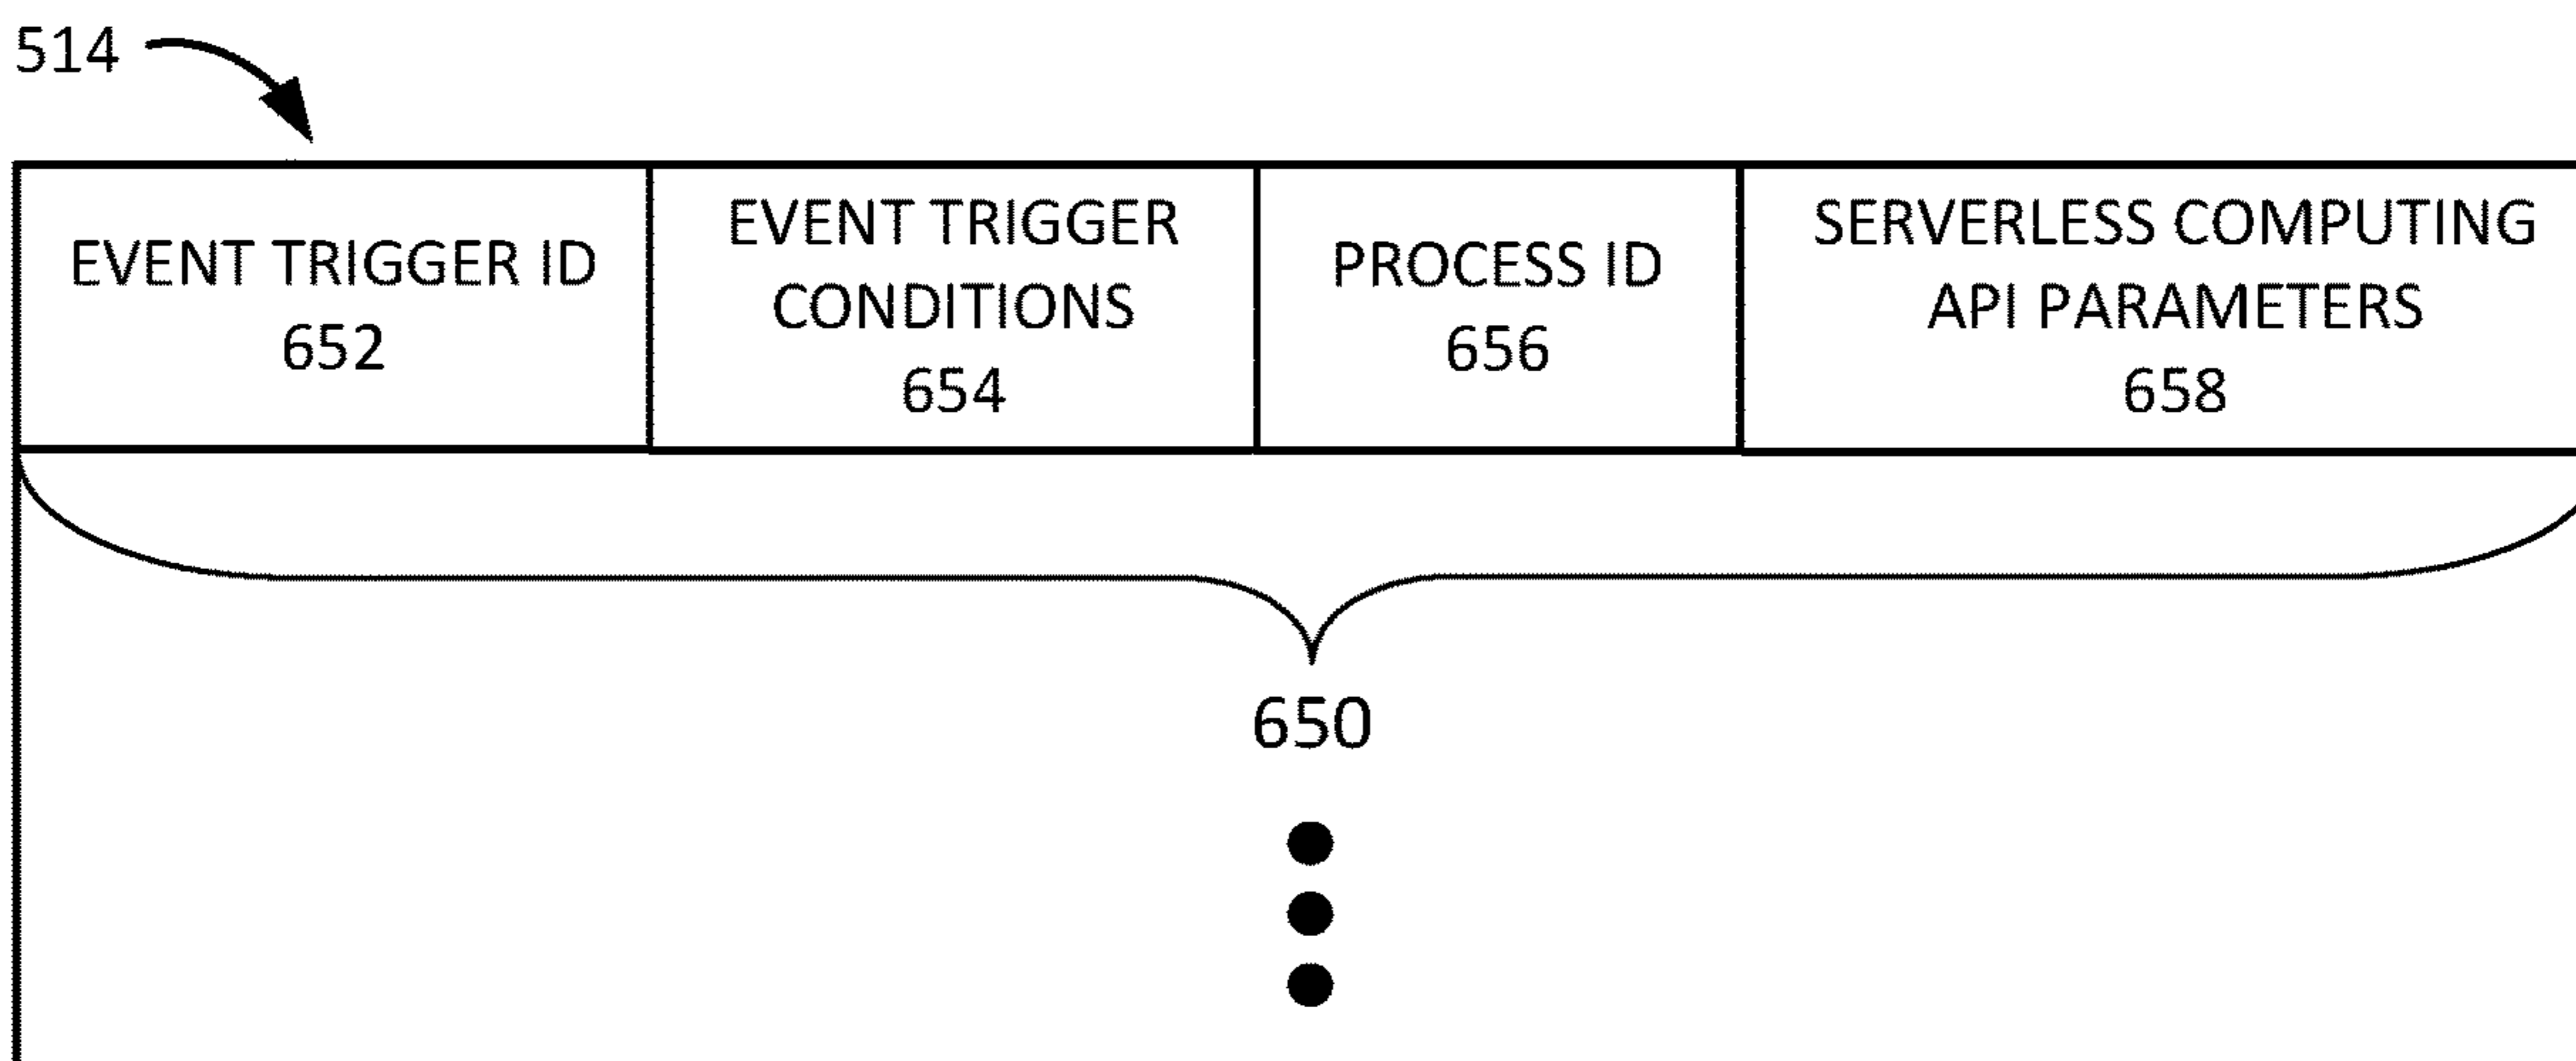 514
EVENT TRIGGER ID
652
EVENT TRIGGER
CONDITIONS
654
PROCESS ID
656
SERVERLESS COMPUTING
API PARAMETERS
658
650